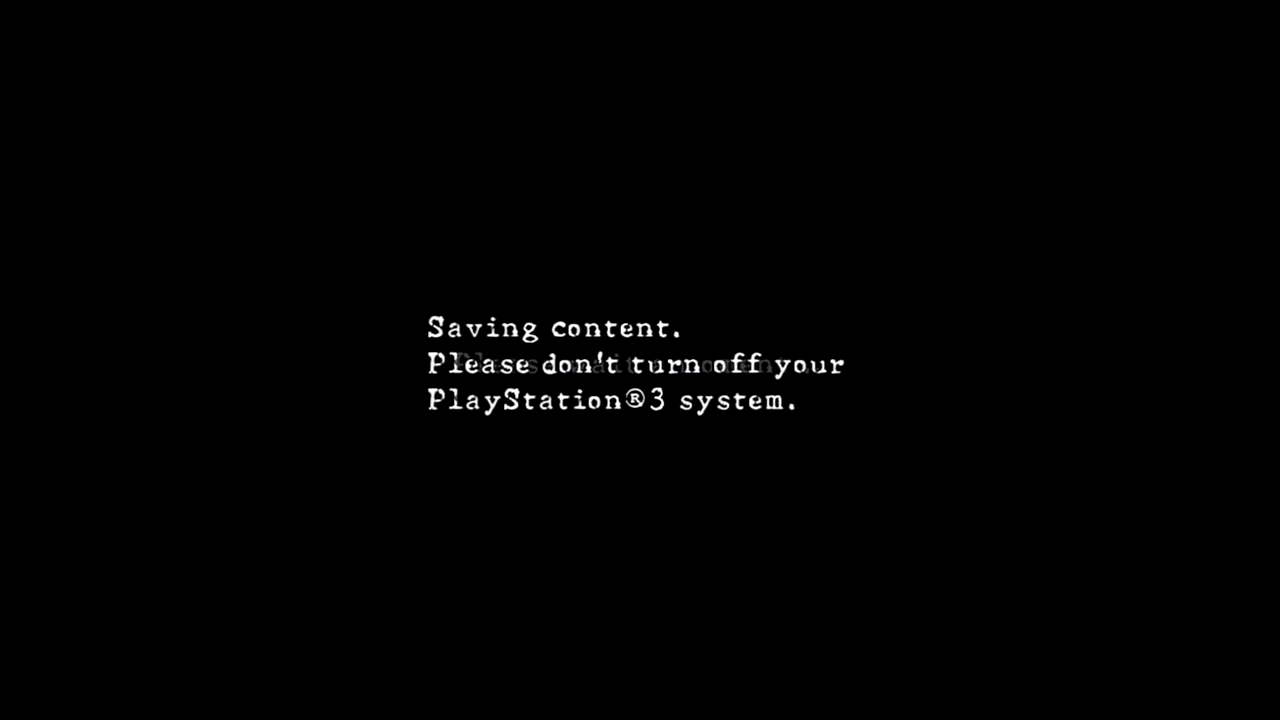 Saving content.
Please don't turn off your
PlayStation®3 system.